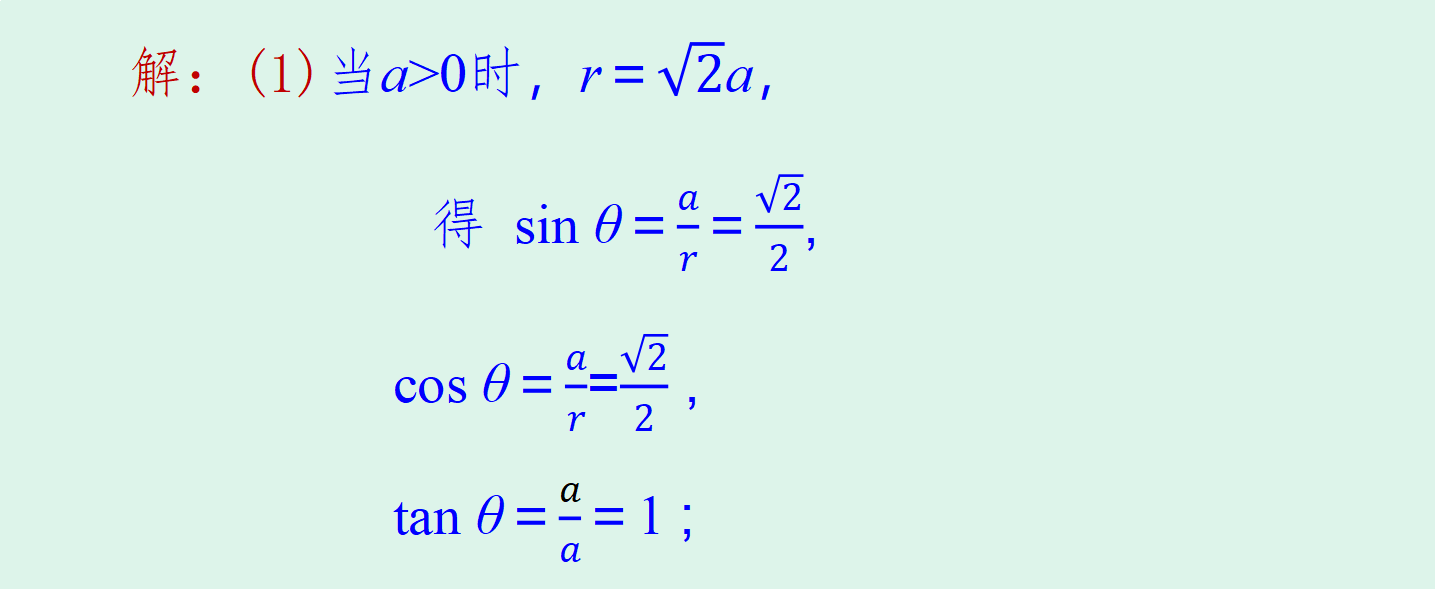 解：(1)当a>0时，r = √2a，
得 sin θ = a/r = √2/2,
cos θ = a/r=√2/2 ，
tan θ = a/a = 1；